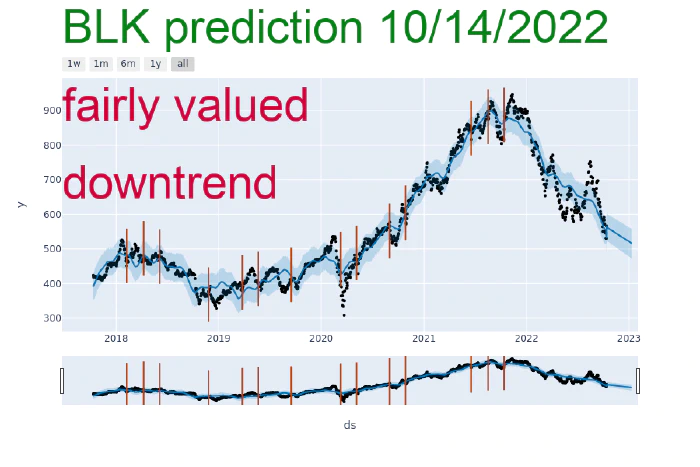 BLK prediction 10/14/2022
1w 1m 6m 1y all
fairly valued
downtrend
900
800
700
600
500
400
300
y
2018 2019 2020 2021 2022 2023
ds